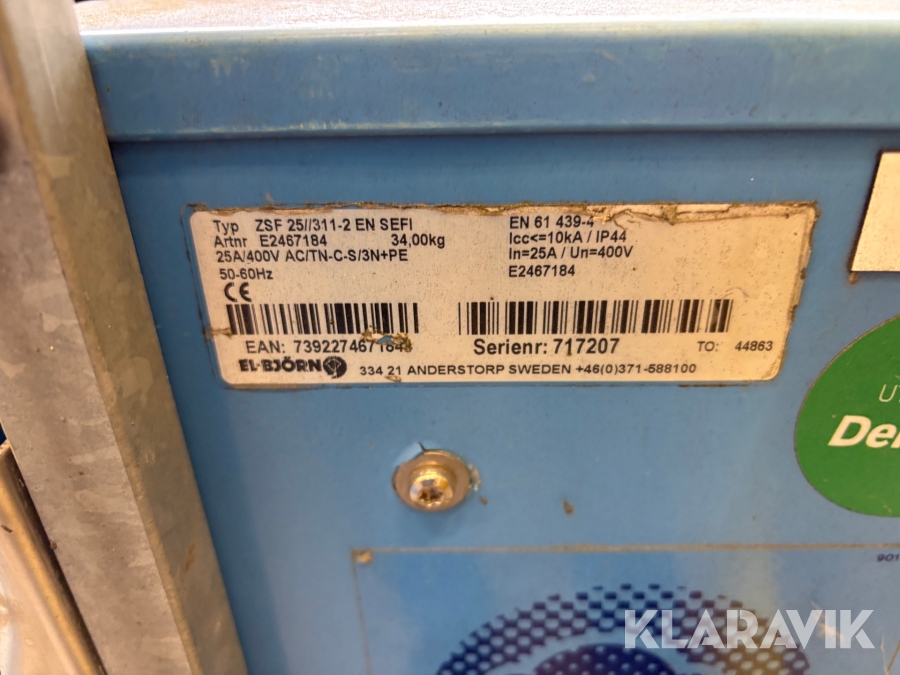 Typ ZSF 25//311-2 EN SEFI
Artnr E2467184 34,00kg
25A/400V AC/TN-C-S/3N+PE
50-60Hz
CE
EN 61 439-4
Icc<=10kA / IP44
In=25A / Un=400V
E2467184
EAN:
Serienr: 717207
TO: 44863
EL-BJÖRN 334 21 ANDERSTORP SWEDEN +46(0)371-588100
KLARAVIK